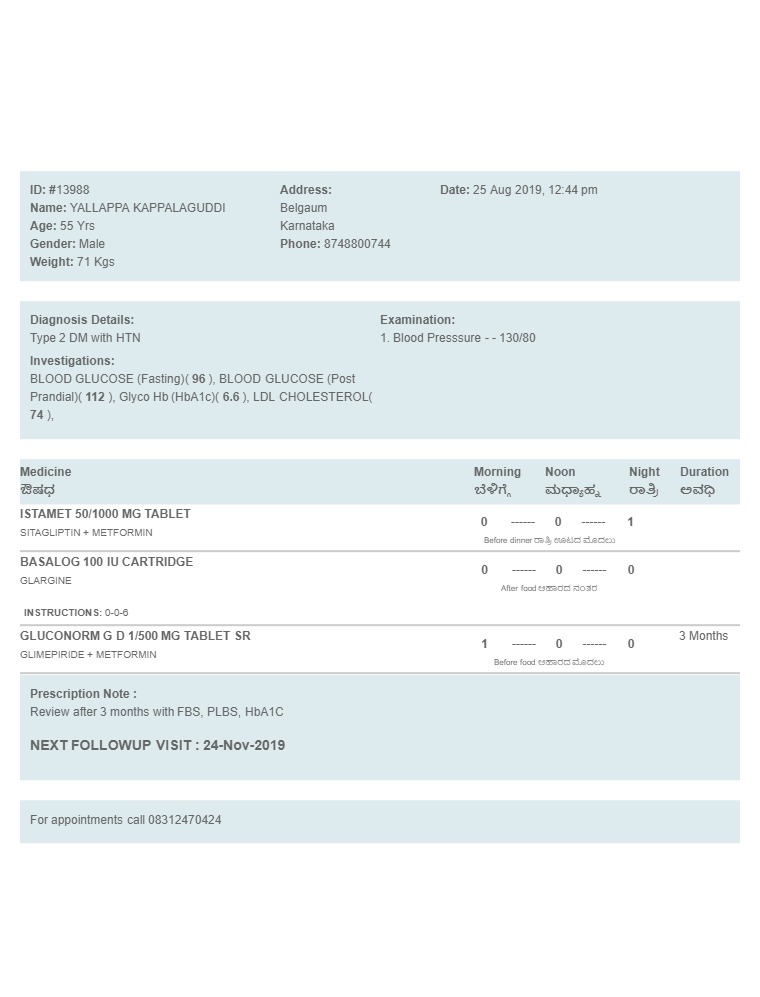 ID: #13988
Name: YALLAPPA KAPPALAGUDDI
Age: 55 Yrs
Gender: Male
Weight: 71 Kgs
Address:
Belgaum
Karnataka
Phone: 8748800744
Date: 25 Aug 2019, 12:44 pm
Diagnosis Details:
Type 2 DM with HTN
Investigations:
BLOOD GLUCOSE (Fasting)( 96 ), BLOOD GLUCOSE (Post
Prandial)( 112 ), Glyco Hb (HbA1c)( 6.6 ), LDL CHOLESTEROL(
74 ),
Examination:
1. Blood Presssure - - 130/80
Medicine Morning Noon Night Duration
ಔಷಧ ಬೆಳಿಗ್ಗೆ ಮಧ್ಯಾಹ್ನ ರಾತ್ರಿ ಅವಧಿ
ISTAMET 50/1000 MG TABLET
SITAGLIPTIN + METFORMIN
0 ------ 0 ------ 1
Before dinner ರಾತ್ರಿ ಊಟದ ಮೊದಲು
BASALOG 100 IU CARTRIDGE
GLARGINE
0 ------ 0 ------ 0
After food ಆಹಾರದ ನಂತರ
INSTRUCTIONS: 0-0-6
GLUCONORM G D 1/500 MG TABLET SR
GLIMEPIRIDE + METFORMIN
1 ------ 0 ------ 0 3 Months
Before food ಆಹಾರದ ಮೊದಲು
Prescription Note :
Review after 3 months with FBS, PLBS, HbA1C
NEXT FOLLOWUP VISIT : 24-Nov-2019
For appointments call 08312470424